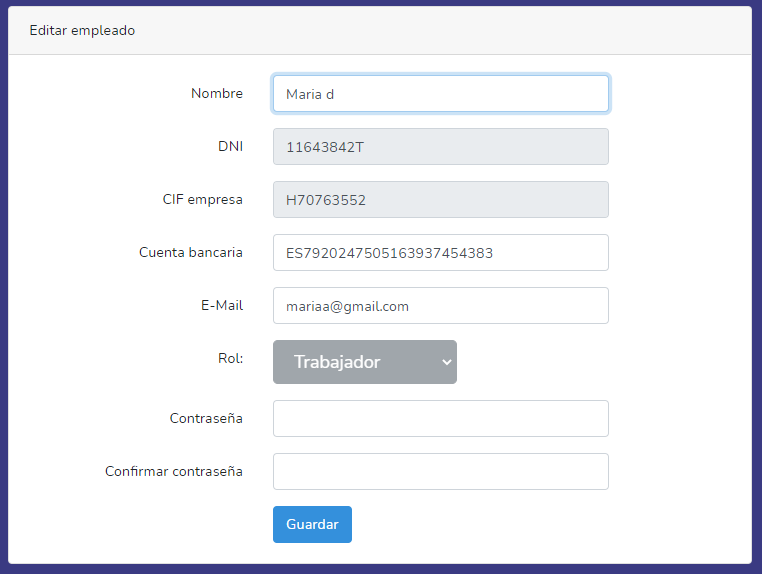 Editar empleado
Nombre Maria d
DNI 11643842T
CIF empresa H70763552
Cuenta bancaria ES7920247505163937454383
E-Mail mariaa@gmail.com
Rol: Trabajador
Contraseña
Confirmar contraseña
Guardar